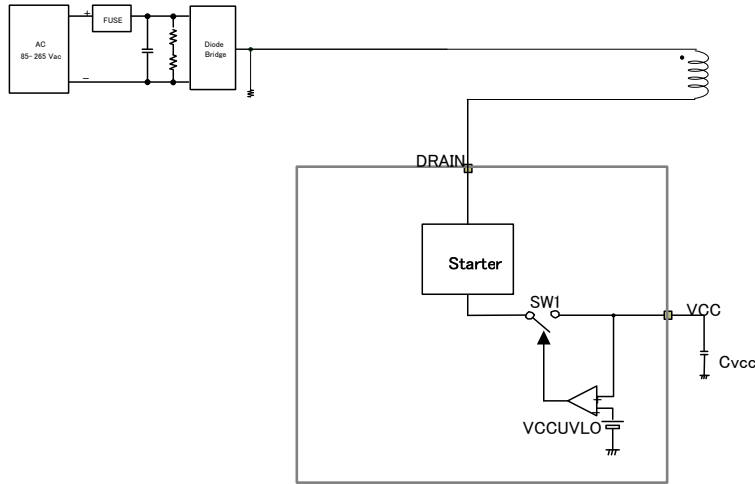 FUSE
AC
85-265 Vac
+
-
Diode
Bridge
DRAIN
Starter
SW1
VCC
Cvcc
+
-
VCCUVLO